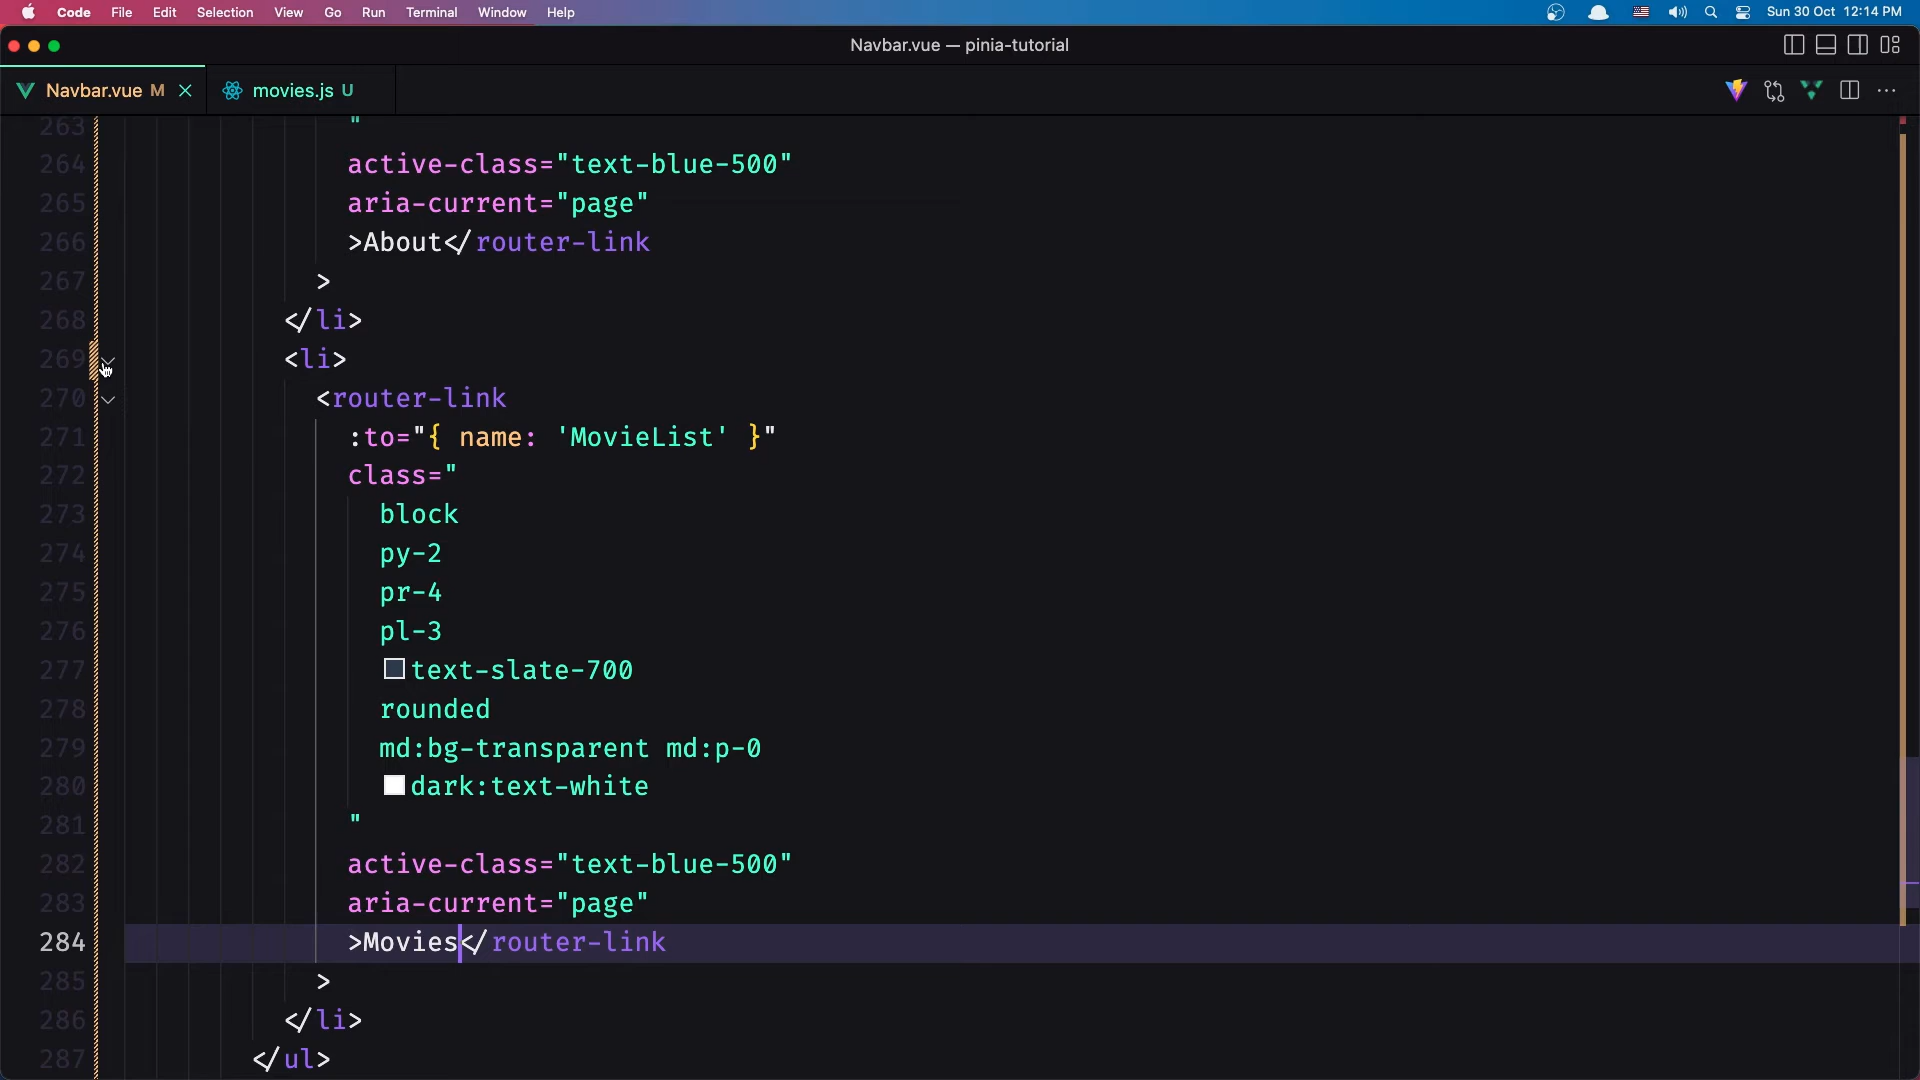 Code File Edit Selection View Go Run Terminal Window Help Sun 30 Oct 12:14 PM
Navbar.vue — pinia-tutorial
Navbar.vue M movies.js U
263 "
264 active-class="text-blue-500"
265 aria-current="page"
266 >About</router-link
267 >
268 </li>
269 <li>
270 <router-link
271 :to="{ name: 'MovieList' }"
272 class="
273 block
274 py-2
275 pr-4
276 pl-3
277 text-slate-700
278 rounded
279 md:bg-transparent md:p-0
280 dark:text-white
281 "
282 active-class="text-blue-500"
283 aria-current="page"
284 >Movies</router-link
285 >
286 </li>
287 </ul>